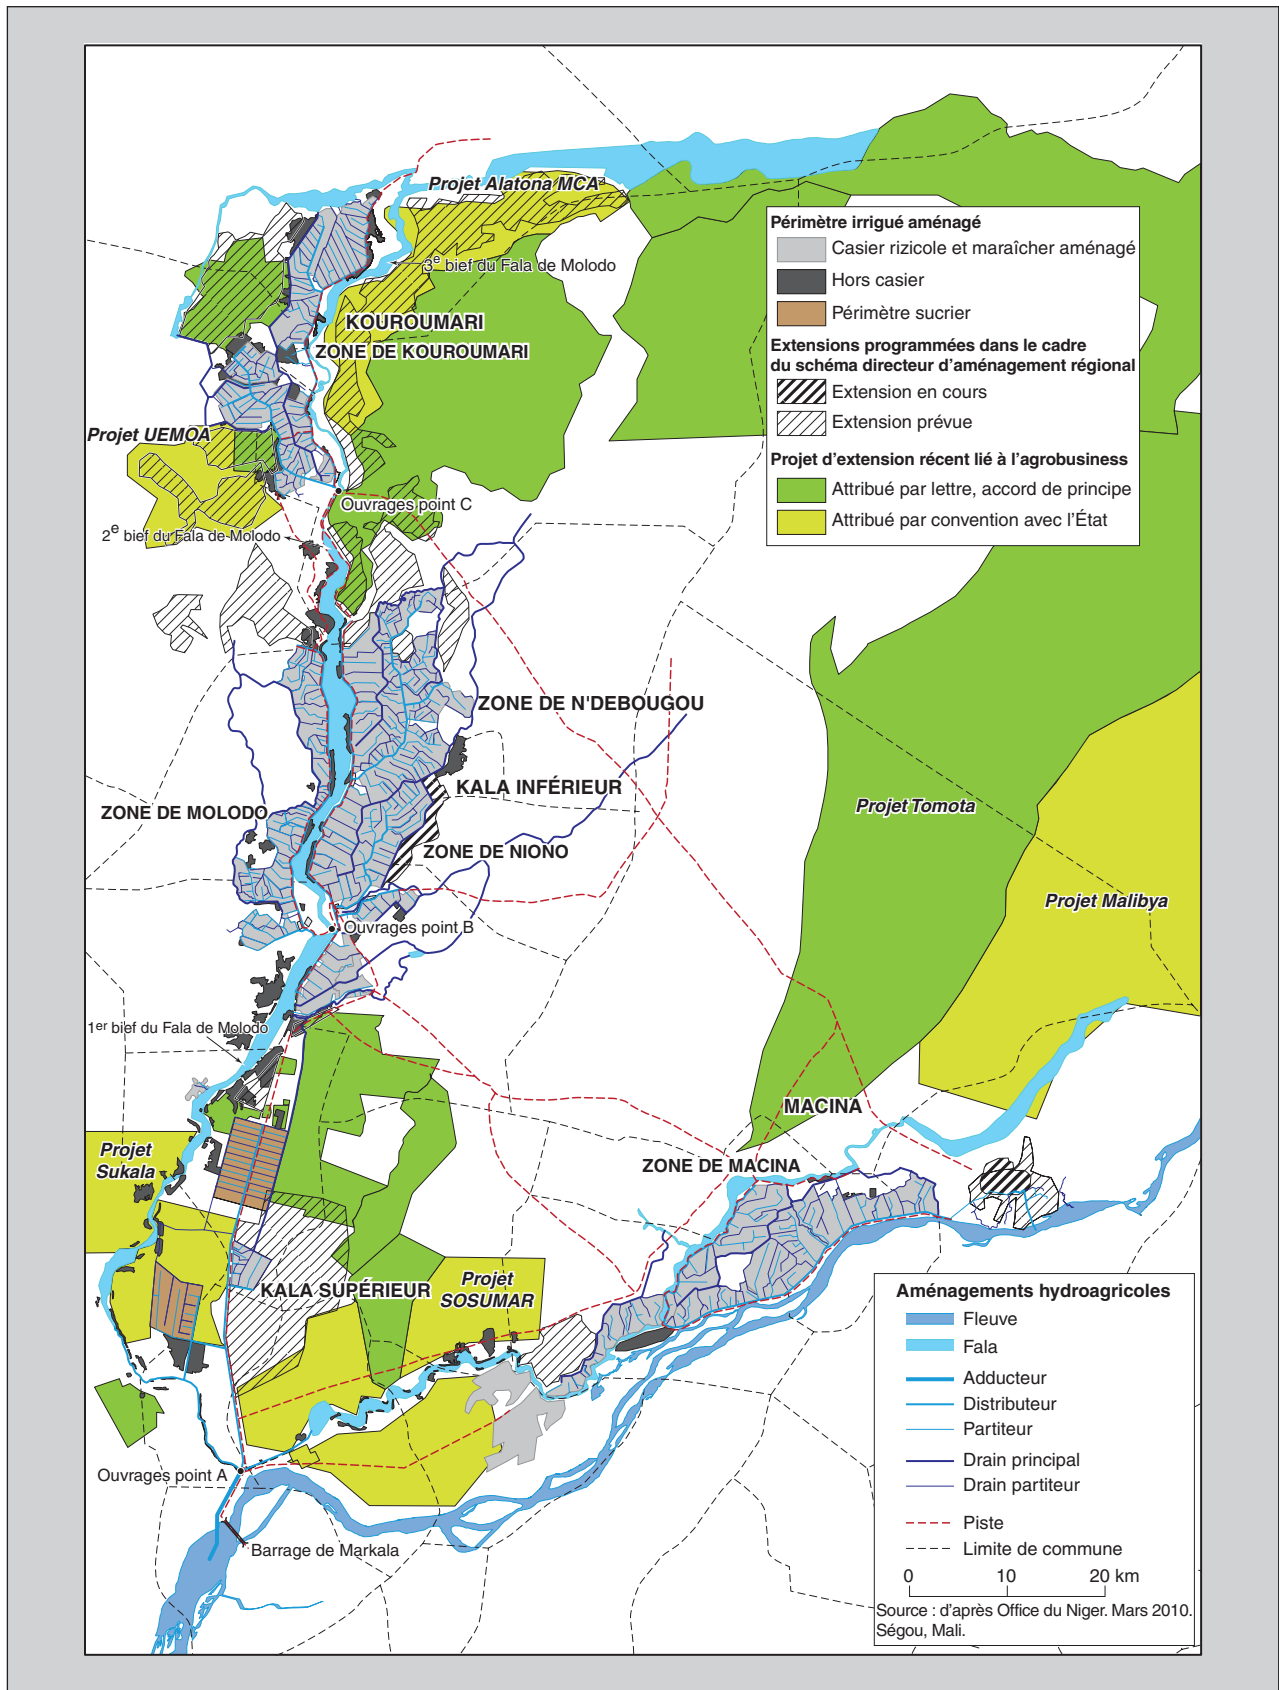 Projet Alatona MCA
3e bief du Fala de Molodo
KOUROUMARI
ZONE DE KOUROUMARI
Projet UEMOA
Ouvrages point C
2e bief du Fala de Molodo
ZONE DE N'DEBOUGOU
KALA INFÉRIEUR
ZONE DE MOLODO
ZONE DE NIONO
Projet Tomota
Projet Malibya
Ouvrages point B
1er bief du Fala de Molodo
MACINA
Projet
Sukala
ZONE DE MACINA
KALA SUPÉRIEUR
Projet
SOSUMAR
Ouvrages point A
Barrage de Markala
Périmètre irrigué aménagé
Casier rizicole et maraîcher aménagé
Hors casier
Périmètre sucrier
Extensions programmées dans le cadre
du schéma directeur d'aménagement régional
Extension en cours
Extension prévue
Projet d'extension récent lié à l'agrobusiness
Attribué par lettre, accord de principe
Attribué par convention avec l'État
Aménagements hydroagricoles
Fleuve
Fala
Adducteur
Distributeur
Partiteur
Drain principal
Drain partiteur
Piste
Limite de commune
0 10 20 km
Source : d'après Office du Niger. Mars 2010.
Ségou, Mali.